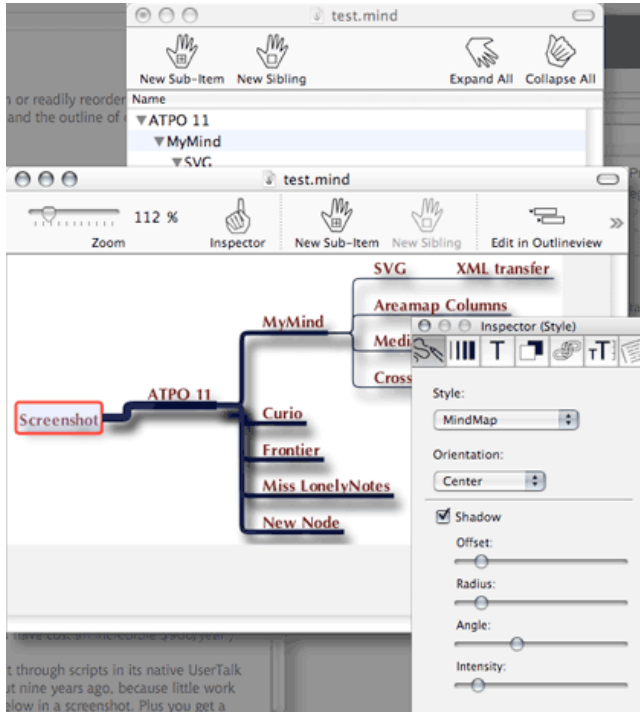 test.mind
New Sub-Item New Sibling Expand All Collapse All
n or readily reorder
and the outline of
Name
ATPO 11
MyMind
SVG
test.mind
112 %
Zoom Inspector New Sub-Item New Sibling Edit in Outlineview
SVG XML transfer
Areamap Columns
MyMind
Medi
Cross
ATPO 11
Screenshot
Curio
Frontier
Miss LonelyNotes
New Node
Inspector (Style)
Style:
MindMap
Orientation:
Center
Shadow
Offset:
Radius:
Angle:
Intensity:
t through scripts in its native UserTalk
ut nine years ago, because little work
elow in a screenshot. Plus you get a